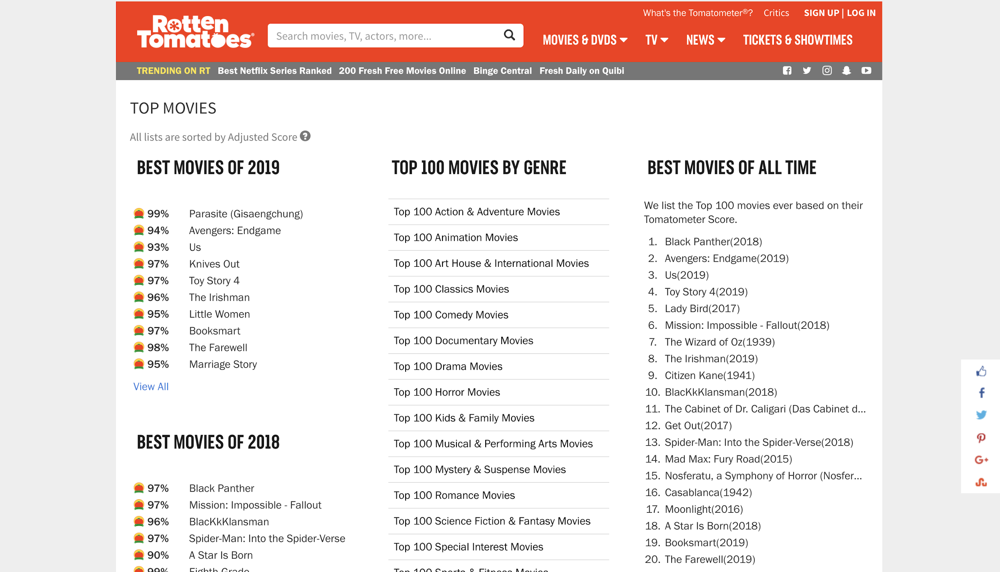 What's the Tomatometer®? Critics SIGN UP | LOG IN
Rotten
Tomatoes®
Search movies, TV, actors, more...
MOVIES & DVDS TV NEWS TICKETS & SHOWTIMES
TRENDING ON RT Best Netflix Series Ranked 200 Fresh Free Movies Online Binge Central Fresh Daily on Quibi
TOP MOVIES
All lists are sorted by Adjusted Score ?
BEST MOVIES OF 2019
99% Parasite (Gisaengchung)
94% Avengers: Endgame
93% Us
97% Knives Out
97% Toy Story 4
96% The Irishman
95% Little Women
97% Booksmart
98% The Farewell
95% Marriage Story
View All
BEST MOVIES OF 2018
97% Black Panther
97% Mission: Impossible - Fallout
96% BlacKkKlansman
97% Spider-Man: Into the Spider-Verse
90% A Star Is Born
99% Eighth Grade
TOP 100 MOVIES BY GENRE
Top 100 Action & Adventure Movies
Top 100 Animation Movies
Top 100 Art House & International Movies
Top 100 Classics Movies
Top 100 Comedy Movies
Top 100 Documentary Movies
Top 100 Drama Movies
Top 100 Horror Movies
Top 100 Kids & Family Movies
Top 100 Musical & Performing Arts Movies
Top 100 Mystery & Suspense Movies
Top 100 Romance Movies
Top 100 Science Fiction & Fantasy Movies
Top 100 Special Interest Movies
Top 100 Sports & Fitness Movies
BEST MOVIES OF ALL TIME
We list the Top 100 movies ever based on their
Tomatometer Score.
1. Black Panther(2018)
2. Avengers: Endgame(2019)
3. Us(2019)
4. Toy Story 4(2019)
5. Lady Bird(2017)
6. Mission: Impossible - Fallout(2018)
7. The Wizard of Oz(1939)
8. The Irishman(2019)
9. Citizen Kane(1941)
10. BlacKkKlansman(2018)
11. The Cabinet of Dr. Caligari (Das Cabinet d...
12. Get Out(2017)
13. Spider-Man: Into the Spider-Verse(2018)
14. Mad Max: Fury Road(2015)
15. Nosferatu, a Symphony of Horror (Nosfer...
16. Casablanca(1942)
17. Moonlight(2016)
18. A Star Is Born(2018)
19. Booksmart(2019)
20. The Farewell(2019)